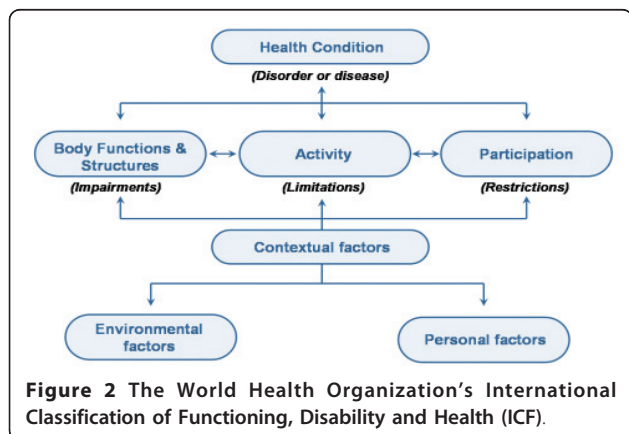 Health Condition
(Disorder or disease)
Body Functions &
Structures
Activity
Participation
(Impairments)
(Limitations)
(Restrictions)
Contextual factors
Environmental
factors
Personal factors
Figure 2 The World Health Organization's International
Classification of Functioning, Disability and Health (ICF).